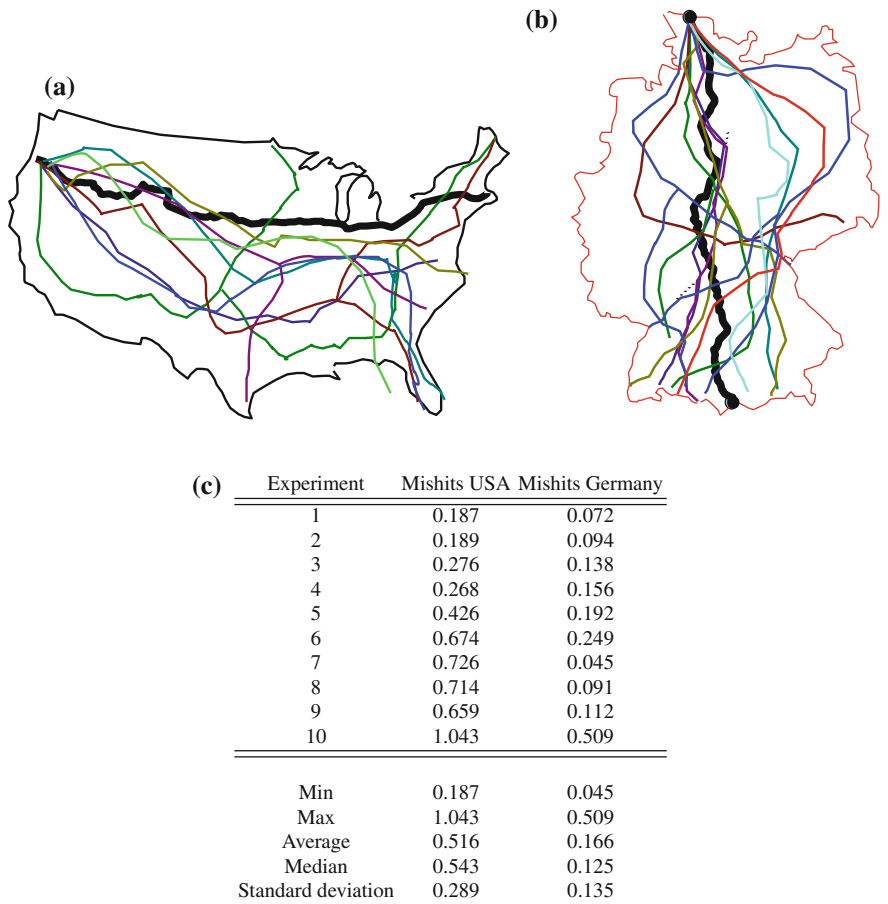 (a)
(b)
(c) Experiment Mishits USA Mishits Germany
1 0.187 0.072
2 0.189 0.094
3 0.276 0.138
4 0.268 0.156
5 0.426 0.192
6 0.674 0.249
7 0.726 0.045
8 0.714 0.091
9 0.659 0.112
10 1.043 0.509
Min 0.187 0.045
Max 1.043 0.509
Average 0.516 0.166
Median 0.543 0.125
Standard deviation 0.289 0.135